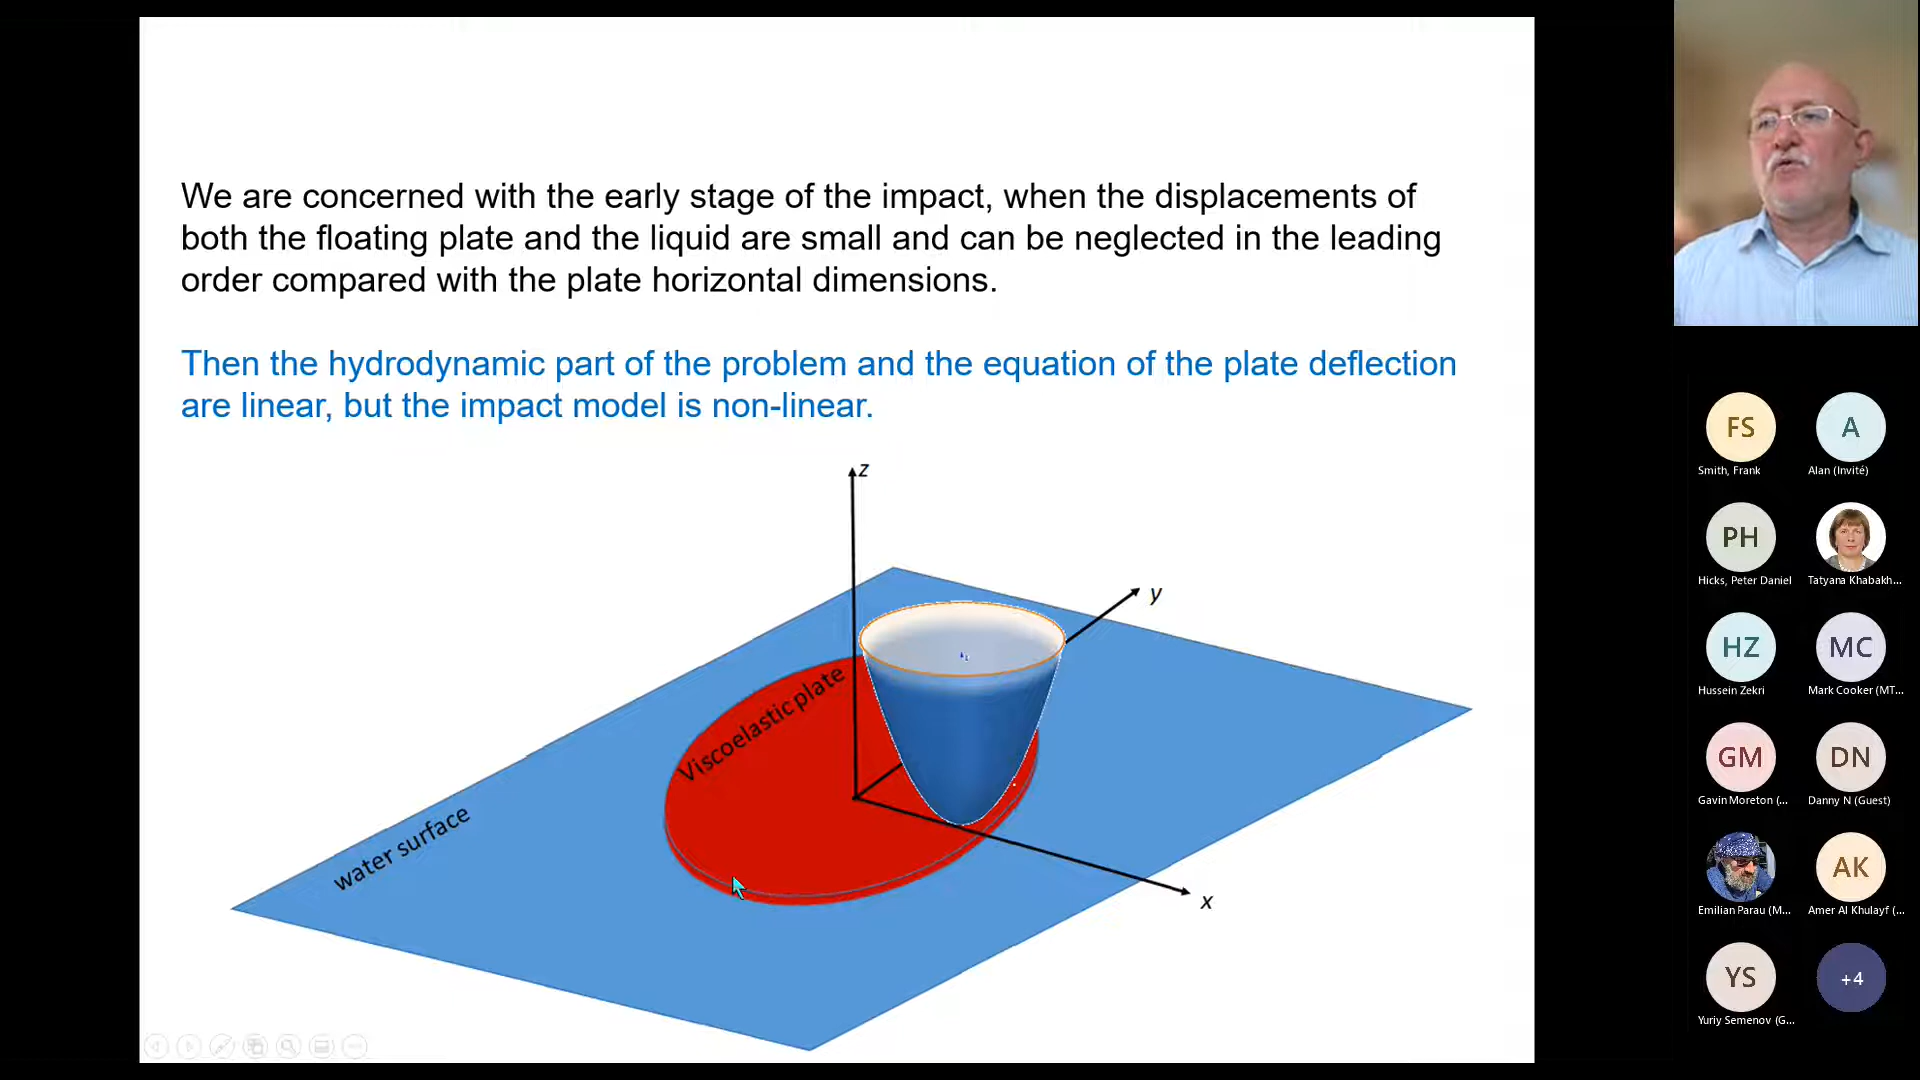 We are concerned with the early stage of the impact, when the displacements of
both the floating plate and the liquid are small and can be neglected in the leading
order compared with the plate horizontal dimensions.
Then the hydrodynamic part of the problem and the equation of the plate deflection
are linear, but the impact model is non-linear.
z
y
Viscoelastic plate
water surface
x
FS
A
Smith, Frank
Alan (Invité)
PH
Hicks, Peter Daniel
Tatyana Khabakh...
HZ
MC
Hussein Zekri
Mark Cooker (MT...
GM
DN
Gavin Moreton (...
Danny N (Guest)
AK
Emilian Parau (M...
Amer Al Khulayf (...
YS
+4
Yuriy Semenov (G...